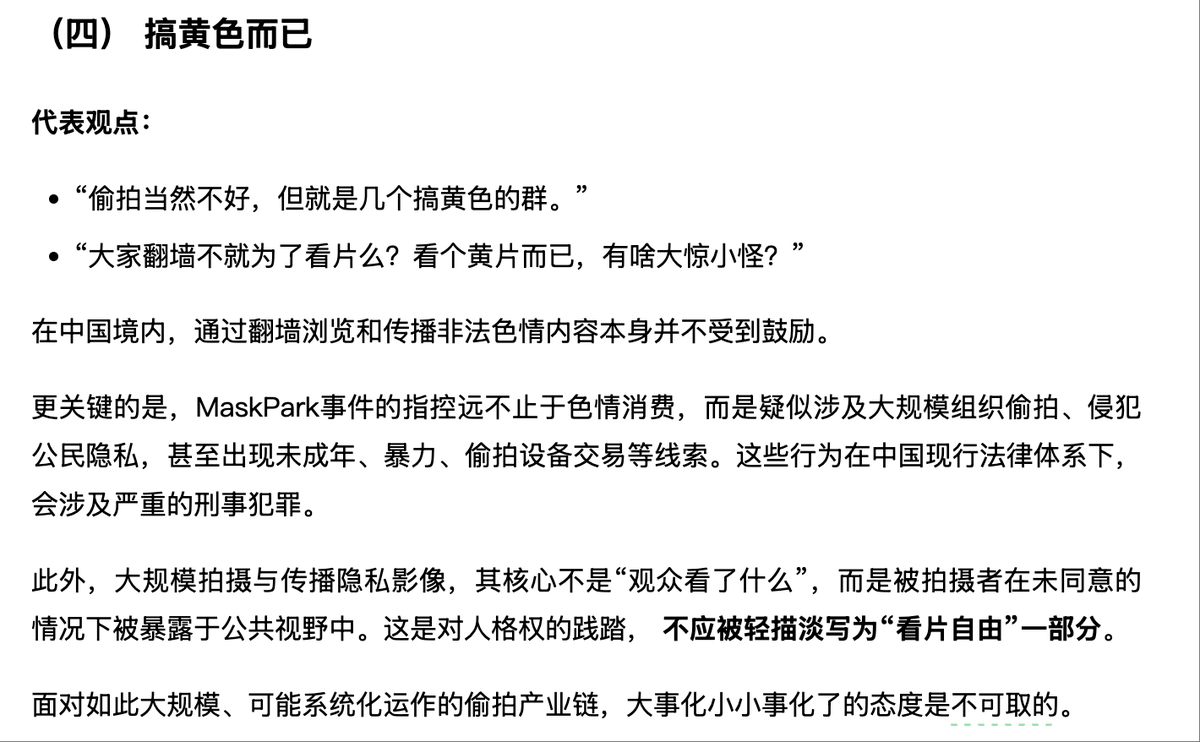 （四） 搞黄色而已
代表观点：
• “偷拍当然不好，但就是几个搞黄色的群。”
• “大家翻墙不就为了看片么？看个黄片而已，有啥大惊小怪？”
在中国境内，通过翻墙浏览和传播非法色情内容本身并不受到鼓励。
更关键的是，MaskPark事件的指控远不止于色情消费，而是疑似涉及大规模组织偷拍、侵犯
公民隐私，甚至出现未成年、暴力、偷拍设备交易等线索。这些行为在中国现行法律体系下，
会涉及严重的刑事犯罪。
此外，大规模拍摄与传播隐私影像，其核心不是“观众看了什么”，而是被拍摄者在未同意的
情况下被暴露于公共视野中。这是对人格权的践踏， 不应被轻描淡写为“看片自由”一部分。
面对如此大规模、可能系统化运作的偷拍产业链，大事化小小事化了的态度是不可取的。